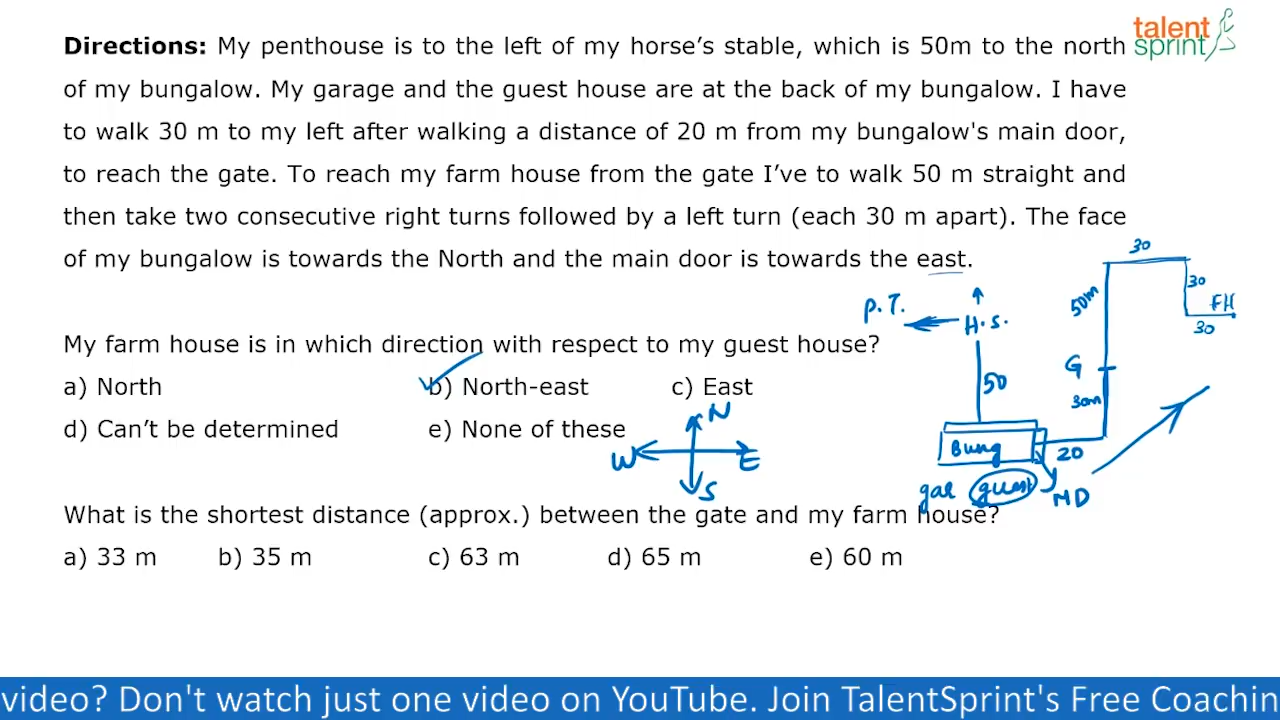 talent
sprint
Directions: My penthouse is to the left of my horse's stable, which is 50m to the north
of my bungalow. My garage and the guest house are at the back of my bungalow. I have
to walk 30 m to my left after walking a distance of 20 m from my bungalow's main door,
to reach the gate. To reach my farm house from the gate I've to walk 50 m straight and
then take two consecutive right turns followed by a left turn (each 30 m apart). The face
of my bungalow is towards the North and the main door is towards the east.
30
50m
30
FH
30
P.T.
H.S.
G
50
30m
Bung
20
gar guest
MD
My farm house is in which direction with respect to my guest house?
a) North b) North-east c) East
d) Can't be determined e) None of these
N
W E
S
What is the shortest distance (approx.) between the gate and my farm house?
a) 33 m b) 35 m c) 63 m d) 65 m e) 60 m
video? Don't watch just one video on YouTube. Join TalentSprint's Free Coachin